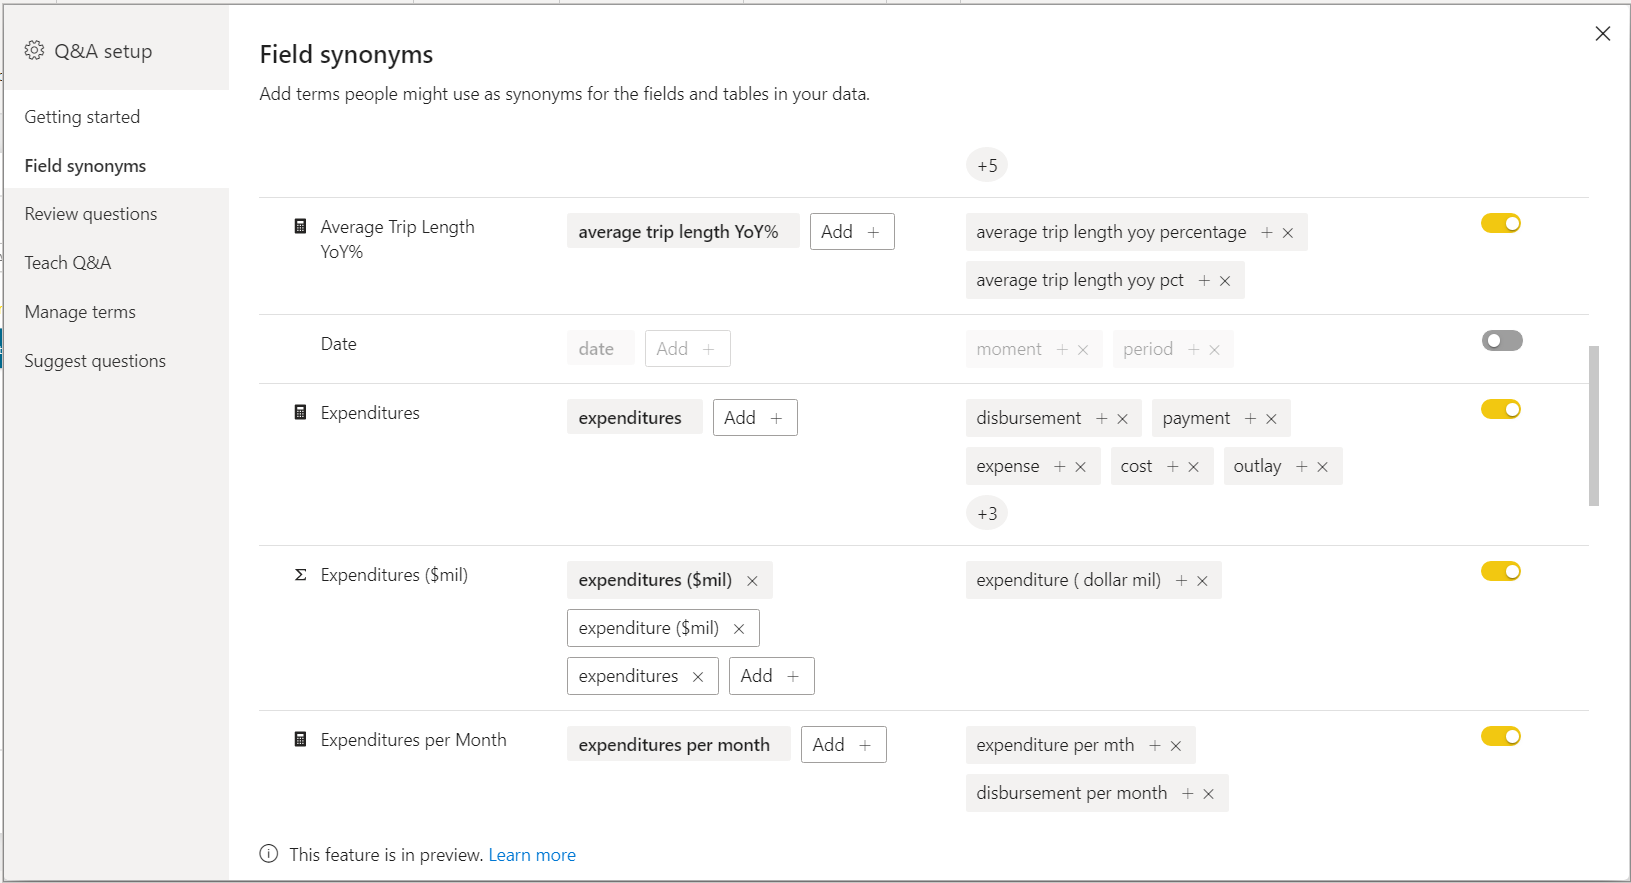 Q&A setup
Getting started
Field synonyms
Review questions
Teach Q&A
Manage terms
Suggest questions
Field synonyms
Add terms people might use as synonyms for the fields and tables in your data.
+5
Average Trip Length
YoY%
average trip length YoY%
Add +
average trip length yoy percentage + ×
average trip length yoy pct + ×
Date
date
Add +
moment + ×
period + ×
Expenditures
expenditures
Add +
disbursement + ×
payment + ×
expense + ×
cost + ×
outlay + ×
+3
Σ Expenditures ($mil)
expenditures ($mil) ×
expenditure ($mil) ×
expenditures ×
Add +
expenditure ( dollar mil) + ×
Expenditures per Month
expenditures per month
Add +
expenditure per mth + ×
disbursement per month + ×
This feature is in preview. Learn more